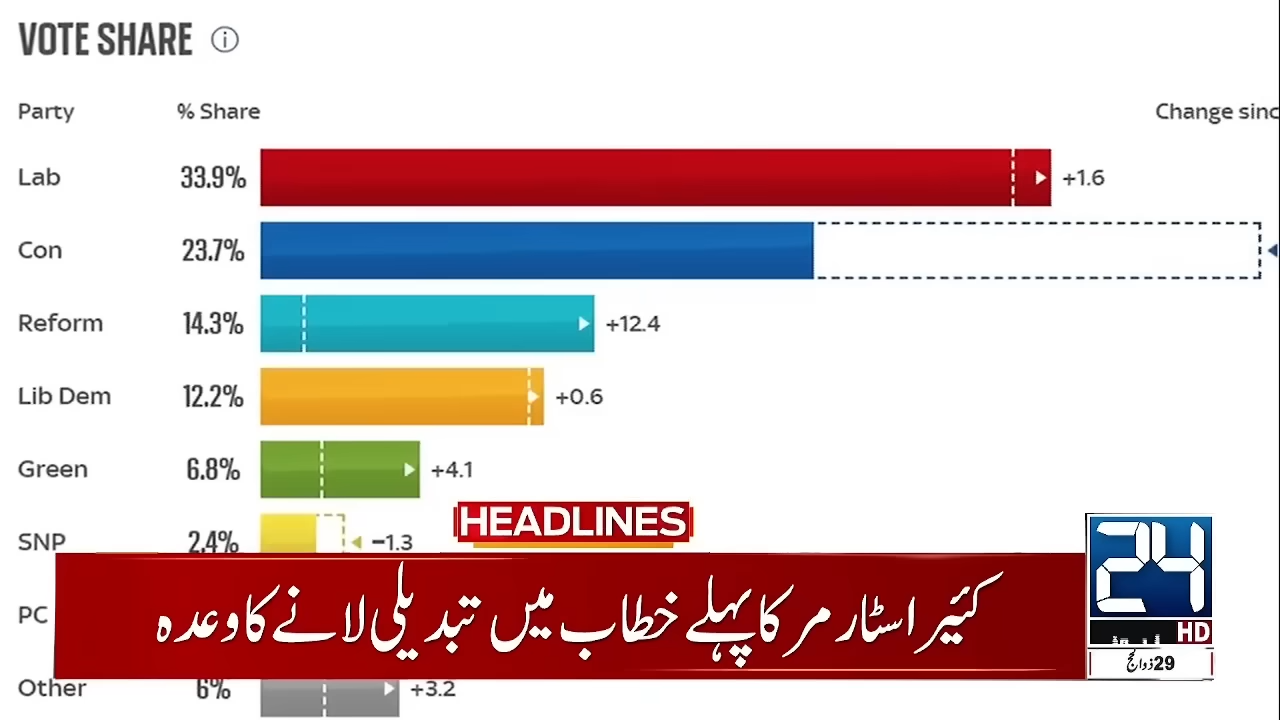 VOTE SHARE
Party % Share Change sinc
Lab 33.9% +1.6
Con 23.7%
Reform 14.3% +12.4
Lib Dem 12.2% +0.6
Green 6.8% +4.1
SNP 2.4% −1.3
HEADLINES
کئیر اسٹارمر کا پہلے خطاب میں تبدیلی لانے کا وعدہ
PC
Other 6% +3.2
24
نیوز HD
29 ذوالحج